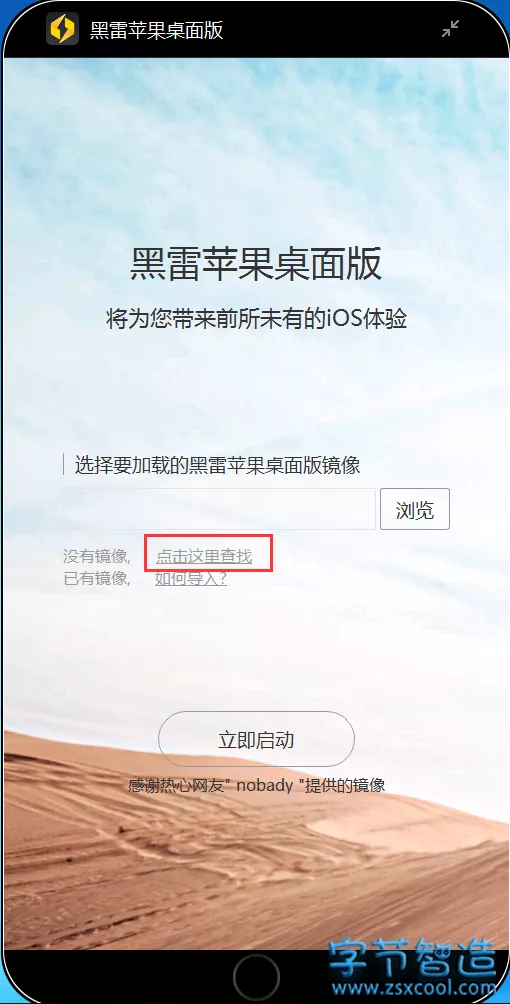 黑雷苹果桌面版
黑雷苹果桌面版
将为您带来前所未有的iOS体验
选择要加载的黑雷苹果桌面版镜像
浏览
没有镜像, 点击这里查找
已有镜像, 如何导入?
立即启动
感谢热心网友" nobady "提供的镜像
字节智造
www.zsxcool.com